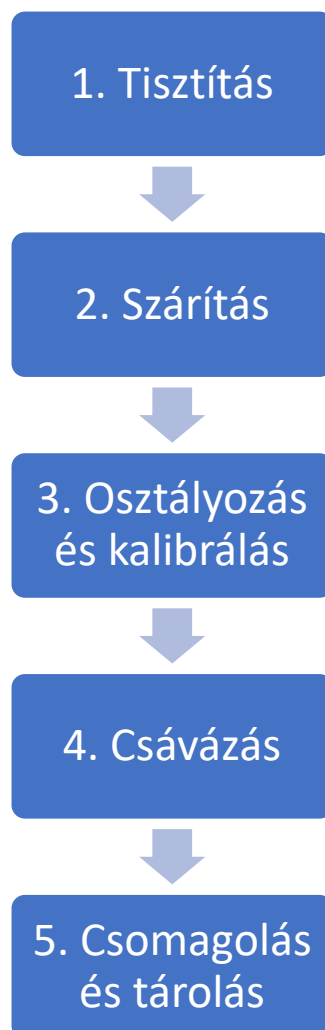 1. Tisztítás
2. Szárítás
3. Osztályozás
és kalibrálás
4. Csávázás
5. Csomagolás
és tárolás